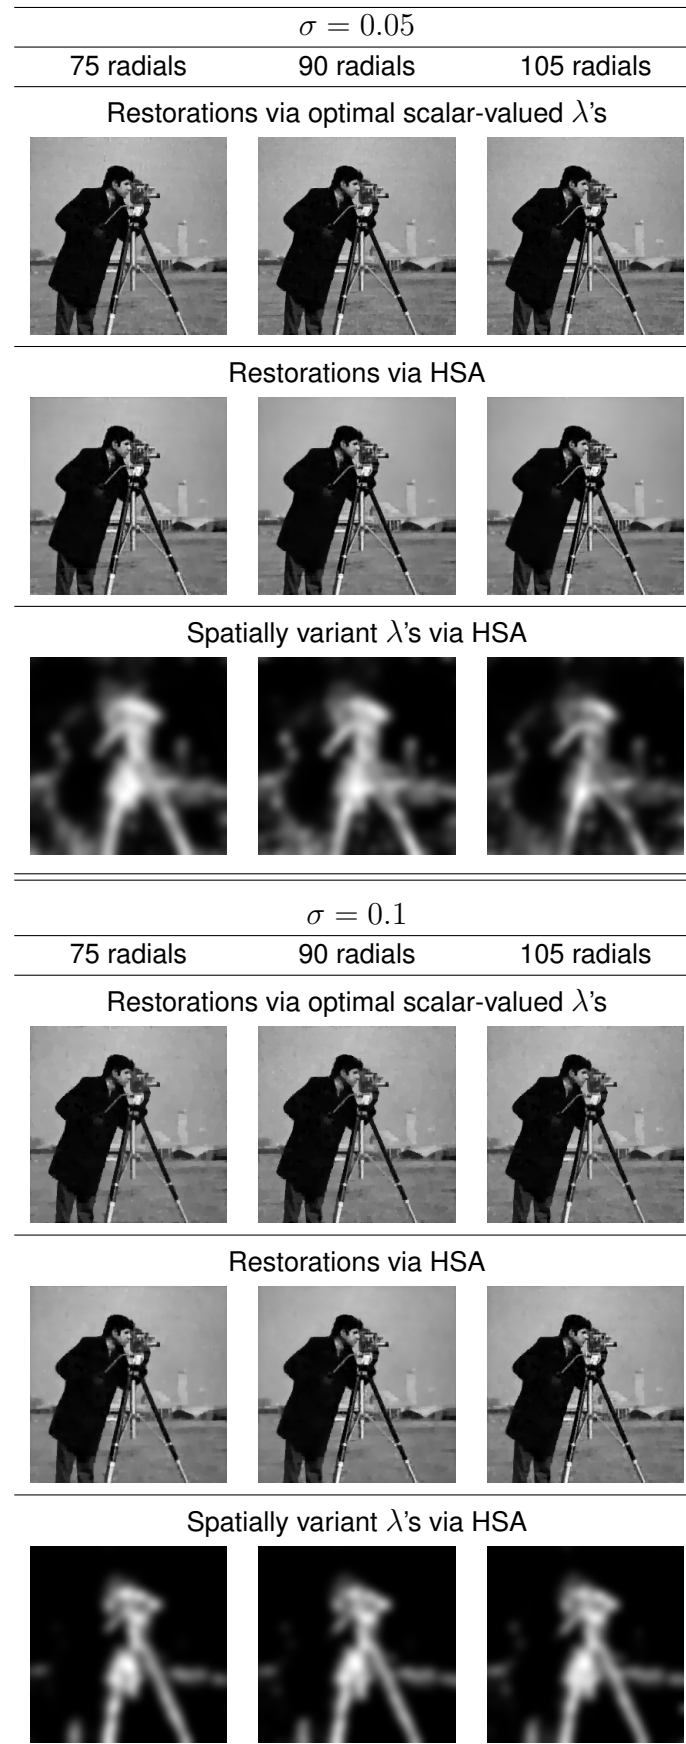 σ = 0.05
75 radials 90 radials 105 radials
Restorations via optimal scalar-valued λ's
Restorations via HSA
Spatially variant λ's via HSA
σ = 0.1
75 radials 90 radials 105 radials
Restorations via optimal scalar-valued λ's
Restorations via HSA
Spatially variant λ's via HSA